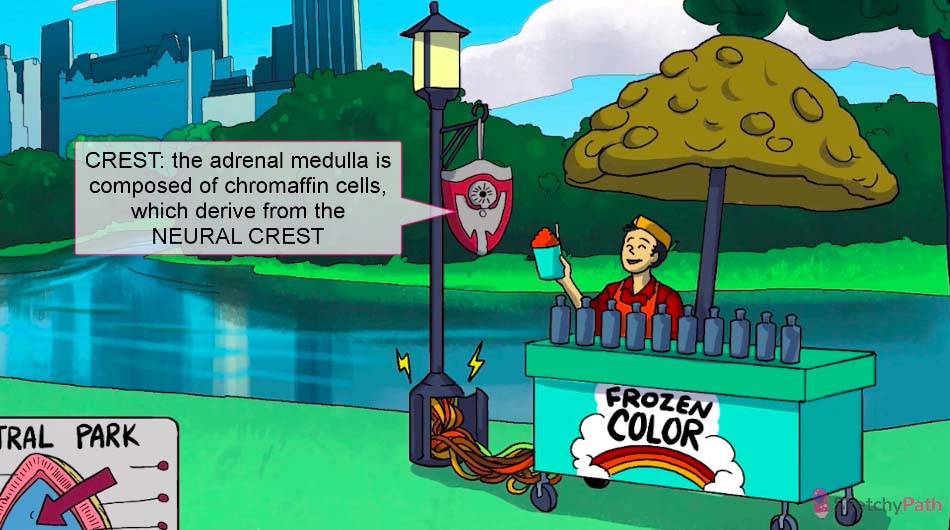 CREST: the adrenal medulla is
composed of chromaffin cells,
which derive from the
NEURAL CREST
FROZEN
COLOR
TRAL PARK
SketchyPath